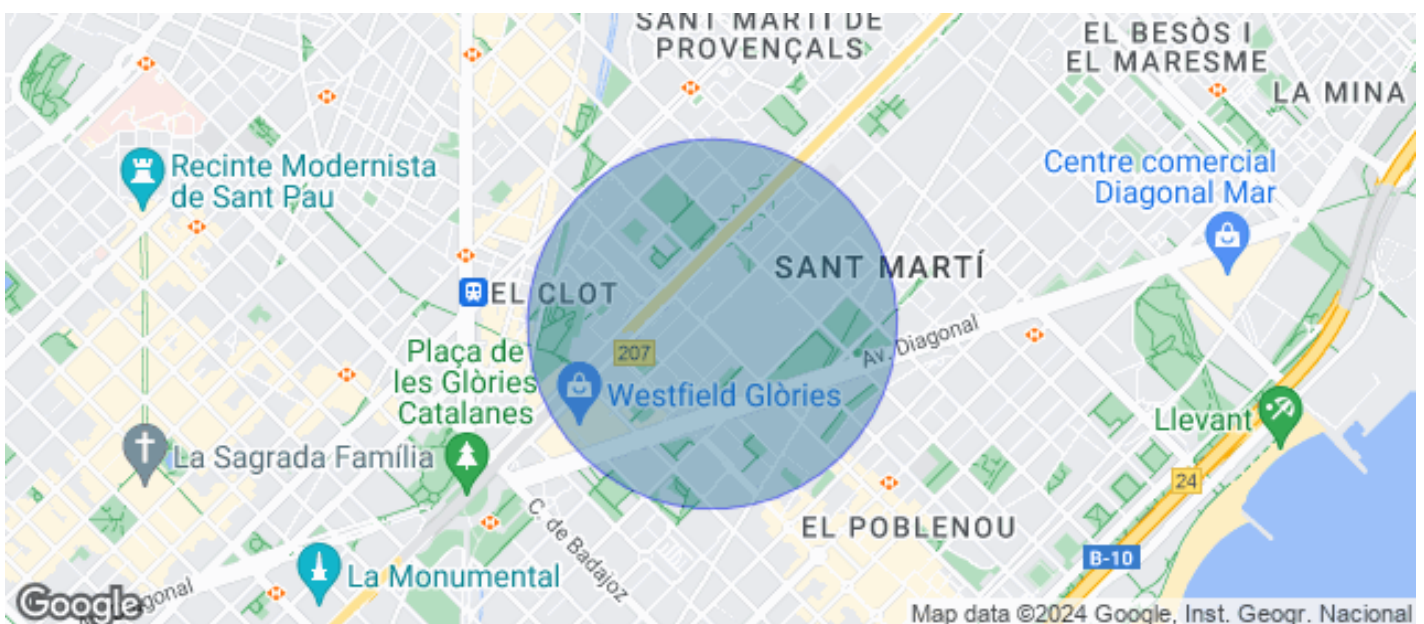 SANT MARTÍ DE
PROVENÇALS
EL BESÒS I
EL MARESME
LA MINA
Recinte Modernista
de Sant Pau
Centre comercial
Diagonal Mar
SANT MARTÍ
EL CLOT
207
Plaça de
les Glòries
Catalanes
Westfield Glòries
Av. Diagonal
Llevant
La Sagrada Família
24
C. de Badajoz
EL POBLENOU
B-10
La Monumental
Google
Diagonal
Map data ©2024 Google, Inst. Geogr. Nacional